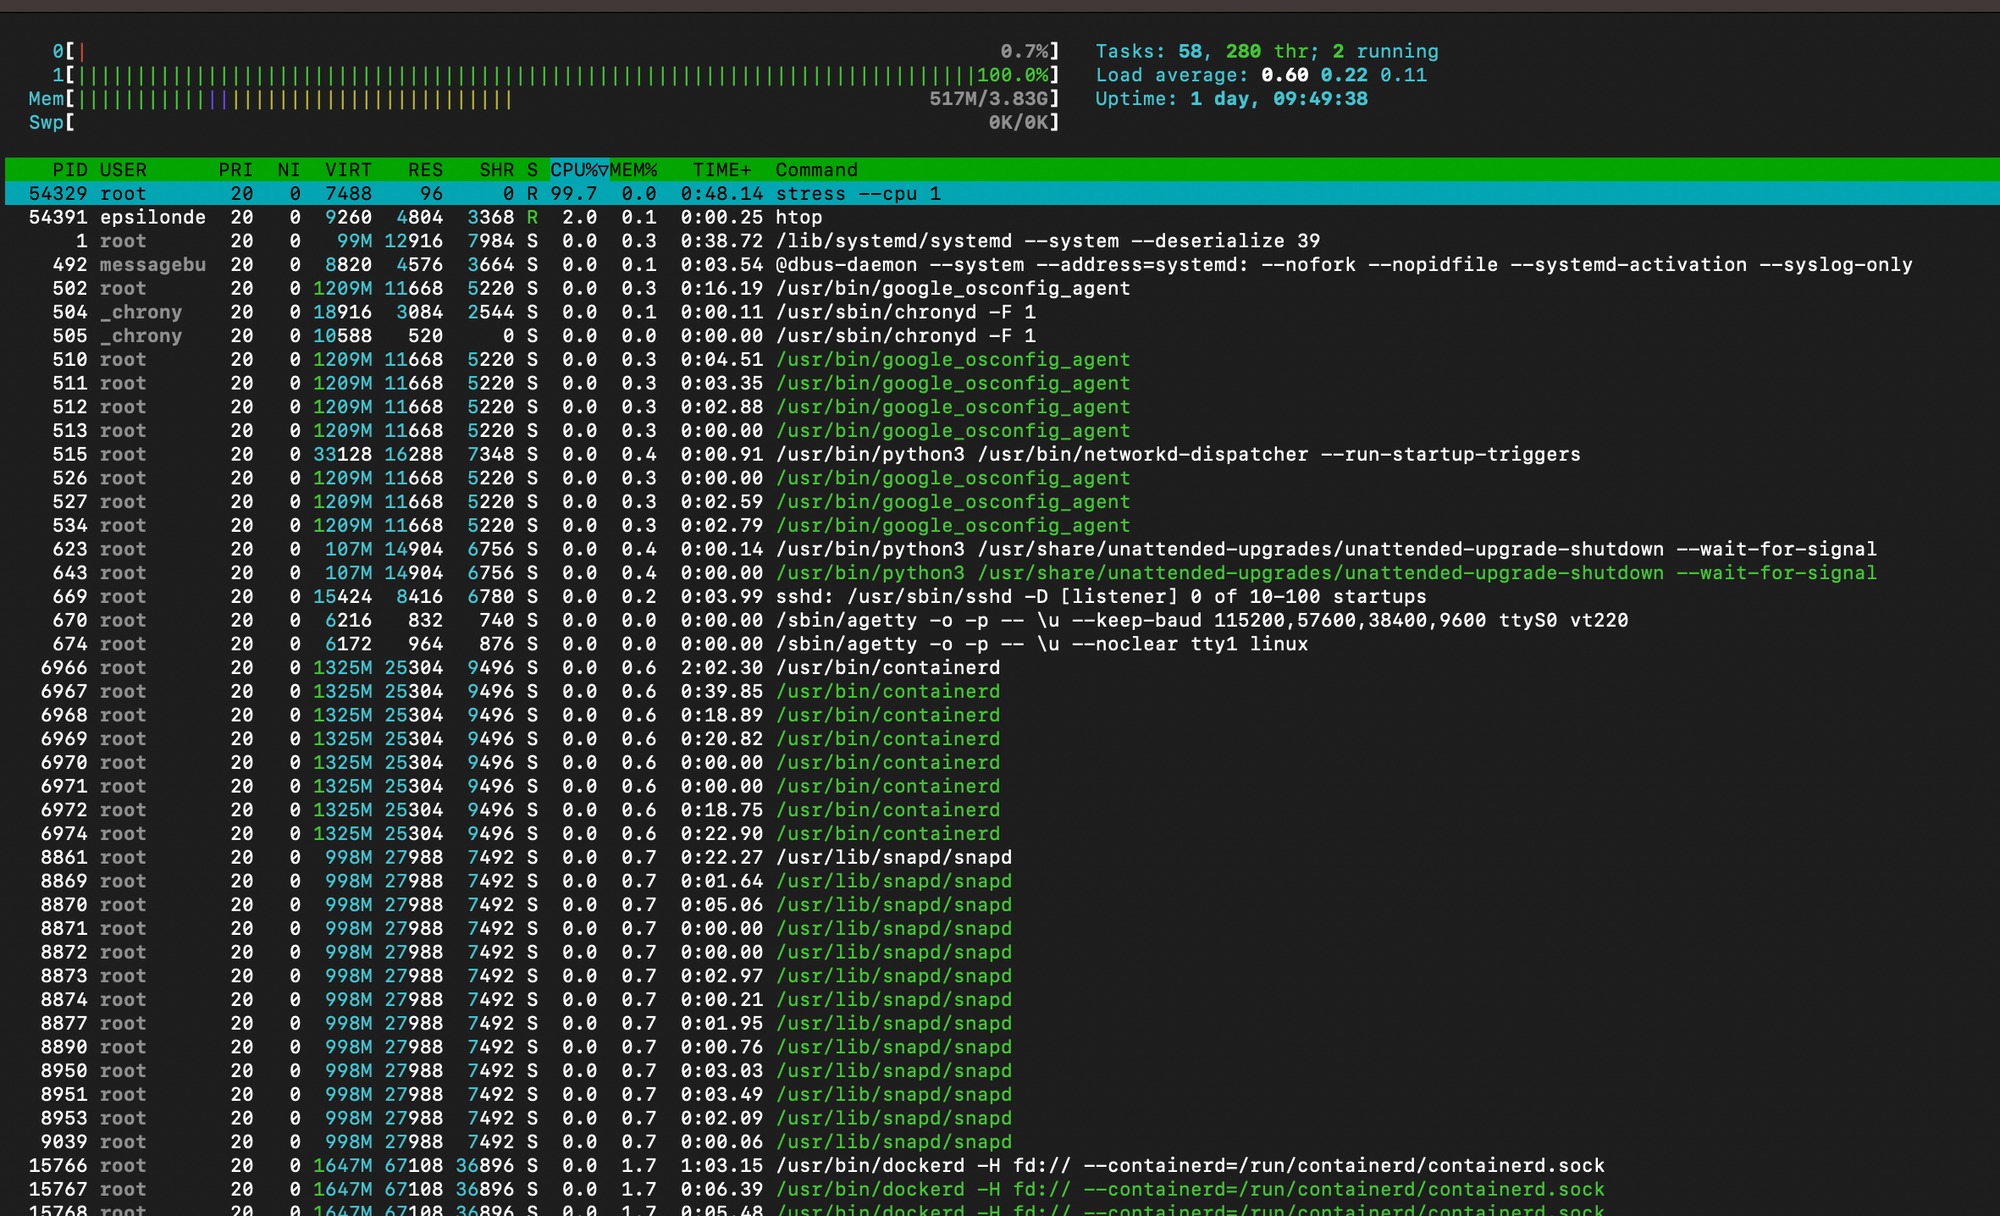 0[| 0.7%] Tasks: 58, 280 thr; 2 running
1[||||||||||||||||||||||||||||||||||||||||||||||||||||||||||||||||||||||||||||100.0%] Load average: 0.60 0.22 0.11
Mem[||||||||||||||||||||||||||||||||||||| 517M/3.83G] Uptime: 1 day, 09:49:38
Swp[ 0K/0K]
PID USER PRI NI VIRT RES SHR S CPU%▽MEM% TIME+ Command
54329 root 20 0 7488 96 0 R 99.7 0.0 0:48.14 stress --cpu 1
54391 epsilonde 20 0 9260 4804 3368 R 2.0 0.1 0:00.25 htop
1 root 20 0 99M 12916 7984 S 0.0 0.3 0:38.72 /lib/systemd/systemd --system --deserialize 39
492 messagebu 20 0 8820 4576 3664 S 0.0 0.1 0:03.54 @dbus-daemon --system --address=systemd: --nofork --nopidfile --systemd-activation --syslog-only
502 root 20 0 1209M 11668 5220 S 0.0 0.3 0:16.19 /usr/bin/google_osconfig_agent
504 _chrony 20 0 18916 3084 2544 S 0.0 0.1 0:00.11 /usr/sbin/chronyd -F 1
505 _chrony 20 0 10588 520 0 S 0.0 0.0 0:00.00 /usr/sbin/chronyd -F 1
510 root 20 0 1209M 11668 5220 S 0.0 0.3 0:04.51 /usr/bin/google_osconfig_agent
511 root 20 0 1209M 11668 5220 S 0.0 0.3 0:03.35 /usr/bin/google_osconfig_agent
512 root 20 0 1209M 11668 5220 S 0.0 0.3 0:02.88 /usr/bin/google_osconfig_agent
513 root 20 0 1209M 11668 5220 S 0.0 0.3 0:00.00 /usr/bin/google_osconfig_agent
515 root 20 0 33128 16288 7348 S 0.0 0.4 0:00.91 /usr/bin/python3 /usr/bin/networkd-dispatcher --run-startup-triggers
526 root 20 0 1209M 11668 5220 S 0.0 0.3 0:00.00 /usr/bin/google_osconfig_agent
527 root 20 0 1209M 11668 5220 S 0.0 0.3 0:02.59 /usr/bin/google_osconfig_agent
534 root 20 0 1209M 11668 5220 S 0.0 0.3 0:02.79 /usr/bin/google_osconfig_agent
623 root 20 0 107M 14904 6756 S 0.0 0.4 0:00.14 /usr/bin/python3 /usr/share/unattended-upgrades/unattended-upgrade-shutdown --wait-for-signal
643 root 20 0 107M 14904 6756 S 0.0 0.4 0:00.00 /usr/bin/python3 /usr/share/unattended-upgrades/unattended-upgrade-shutdown --wait-for-signal
669 root 20 0 15424 8416 6780 S 0.0 0.2 0:03.99 sshd: /usr/sbin/sshd -D [listener] 0 of 10-100 startups
670 root 20 0 6216 832 740 S 0.0 0.0 0:00.00 /sbin/agetty -o -p -- \u --keep-baud 115200,57600,38400,9600 ttyS0 vt220
674 root 20 0 6172 964 876 S 0.0 0.0 0:00.00 /sbin/agetty -o -p -- \u --noclear tty1 linux
6966 root 20 0 1325M 25304 9496 S 0.0 0.6 2:02.30 /usr/bin/containerd
6967 root 20 0 1325M 25304 9496 S 0.0 0.6 0:39.85 /usr/bin/containerd
6968 root 20 0 1325M 25304 9496 S 0.0 0.6 0:18.89 /usr/bin/containerd
6969 root 20 0 1325M 25304 9496 S 0.0 0.6 0:20.82 /usr/bin/containerd
6970 root 20 0 1325M 25304 9496 S 0.0 0.6 0:00.00 /usr/bin/containerd
6971 root 20 0 1325M 25304 9496 S 0.0 0.6 0:00.00 /usr/bin/containerd
6972 root 20 0 1325M 25304 9496 S 0.0 0.6 0:18.75 /usr/bin/containerd
6974 root 20 0 1325M 25304 9496 S 0.0 0.6 0:22.90 /usr/bin/containerd
8861 root 20 0 998M 27988 7492 S 0.0 0.7 0:22.27 /usr/lib/snapd/snapd
8869 root 20 0 998M 27988 7492 S 0.0 0.7 0:01.64 /usr/lib/snapd/snapd
8870 root 20 0 998M 27988 7492 S 0.0 0.7 0:05.06 /usr/lib/snapd/snapd
8871 root 20 0 998M 27988 7492 S 0.0 0.7 0:00.00 /usr/lib/snapd/snapd
8872 root 20 0 998M 27988 7492 S 0.0 0.7 0:00.00 /usr/lib/snapd/snapd
8873 root 20 0 998M 27988 7492 S 0.0 0.7 0:02.97 /usr/lib/snapd/snapd
8874 root 20 0 998M 27988 7492 S 0.0 0.7 0:00.21 /usr/lib/snapd/snapd
8877 root 20 0 998M 27988 7492 S 0.0 0.7 0:01.95 /usr/lib/snapd/snapd
8890 root 20 0 998M 27988 7492 S 0.0 0.7 0:00.76 /usr/lib/snapd/snapd
8950 root 20 0 998M 27988 7492 S 0.0 0.7 0:03.03 /usr/lib/snapd/snapd
8951 root 20 0 998M 27988 7492 S 0.0 0.7 0:03.49 /usr/lib/snapd/snapd
8953 root 20 0 998M 27988 7492 S 0.0 0.7 0:02.09 /usr/lib/snapd/snapd
9039 root 20 0 998M 27988 7492 S 0.0 0.7 0:00.06 /usr/lib/snapd/snapd
15766 root 20 0 1647M 67108 36896 S 0.0 1.7 1:03.15 /usr/bin/dockerd -H fd:// --containerd=/run/containerd/containerd.sock
15767 root 20 0 1647M 67108 36896 S 0.0 1.7 0:06.39 /usr/bin/dockerd -H fd:// --containerd=/run/containerd/containerd.sock
15768 root 20 0 1647M 67108 36896 S 0.0 1.7 0:05.48 /usr/bin/dockerd -H fd:// --containerd=/run/containerd/containerd.sock